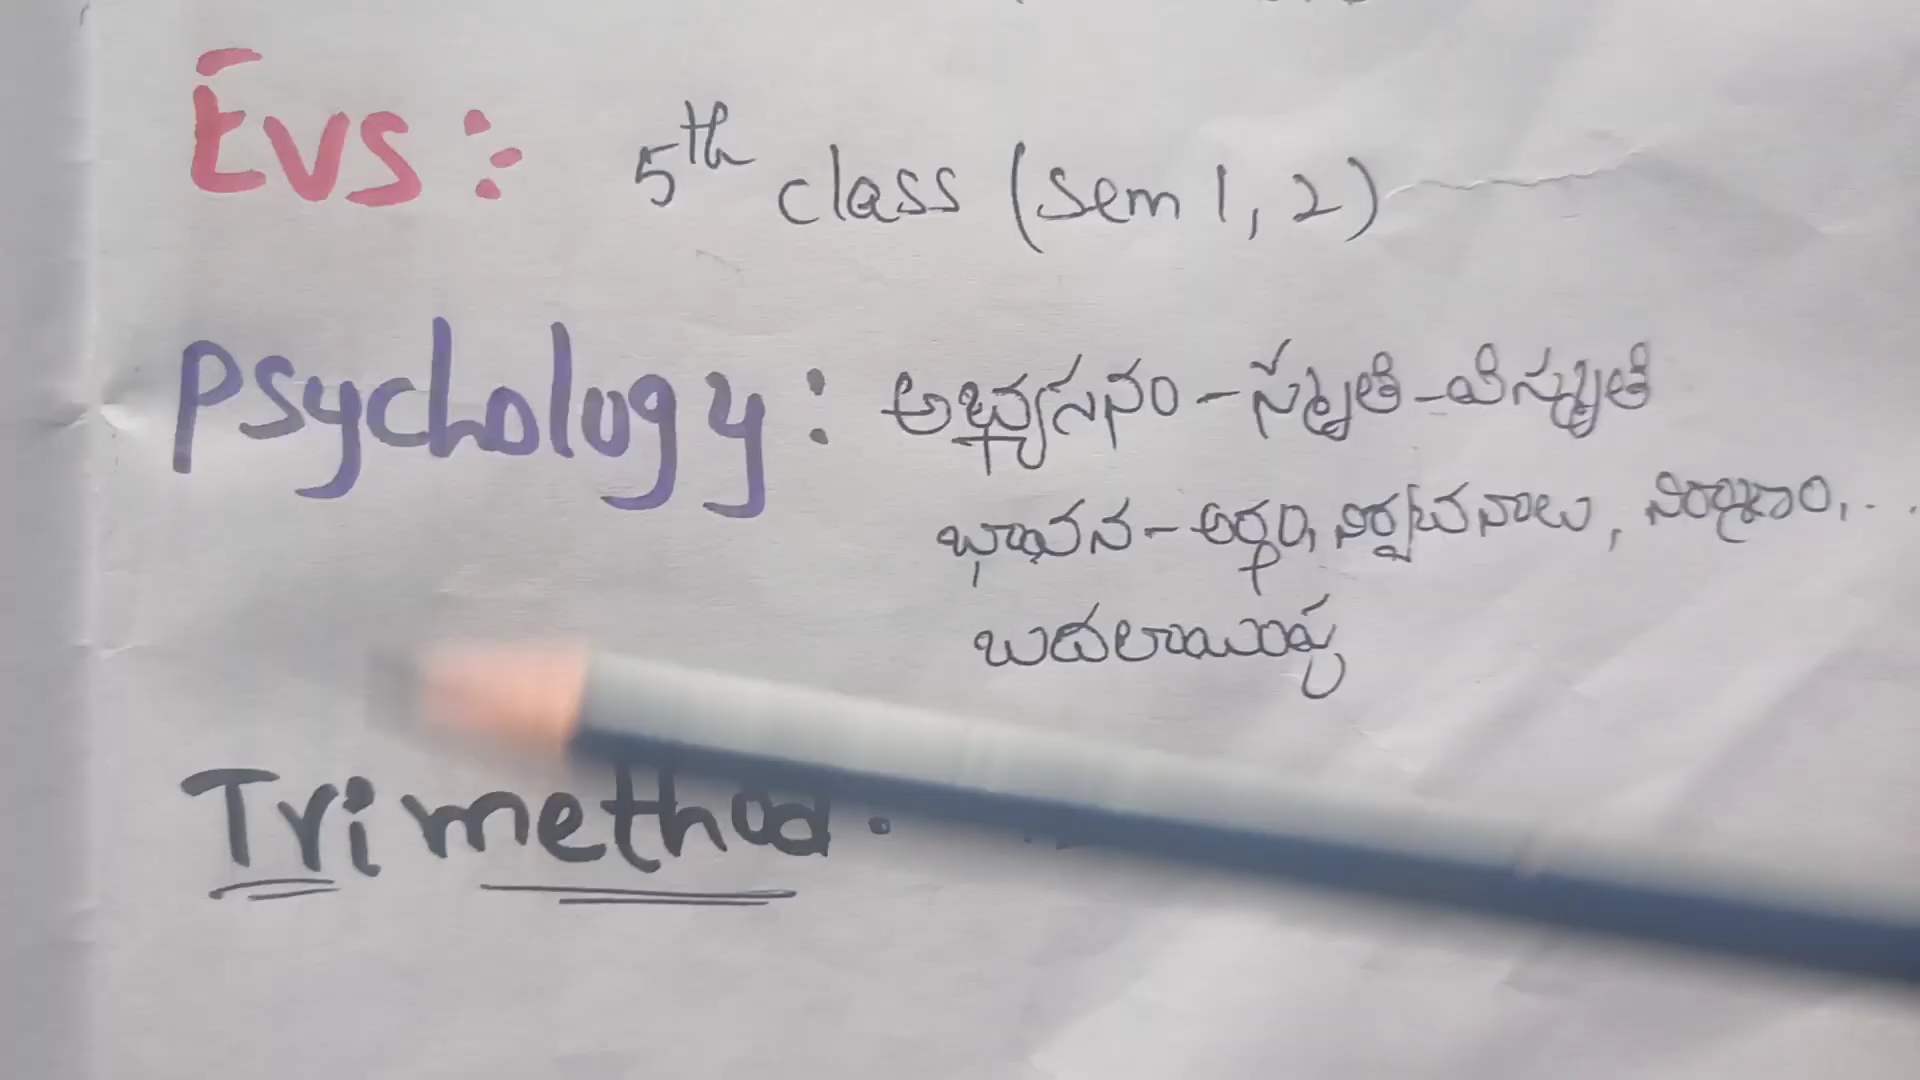 Evs: 5th class (Sem 1, 2)
Psychology: అభ్యసనం - స్మృతి - విస్మృతి
భావన - అర్థం, నిర్వచనాలు, ...
బదలాయింపు
Tri method